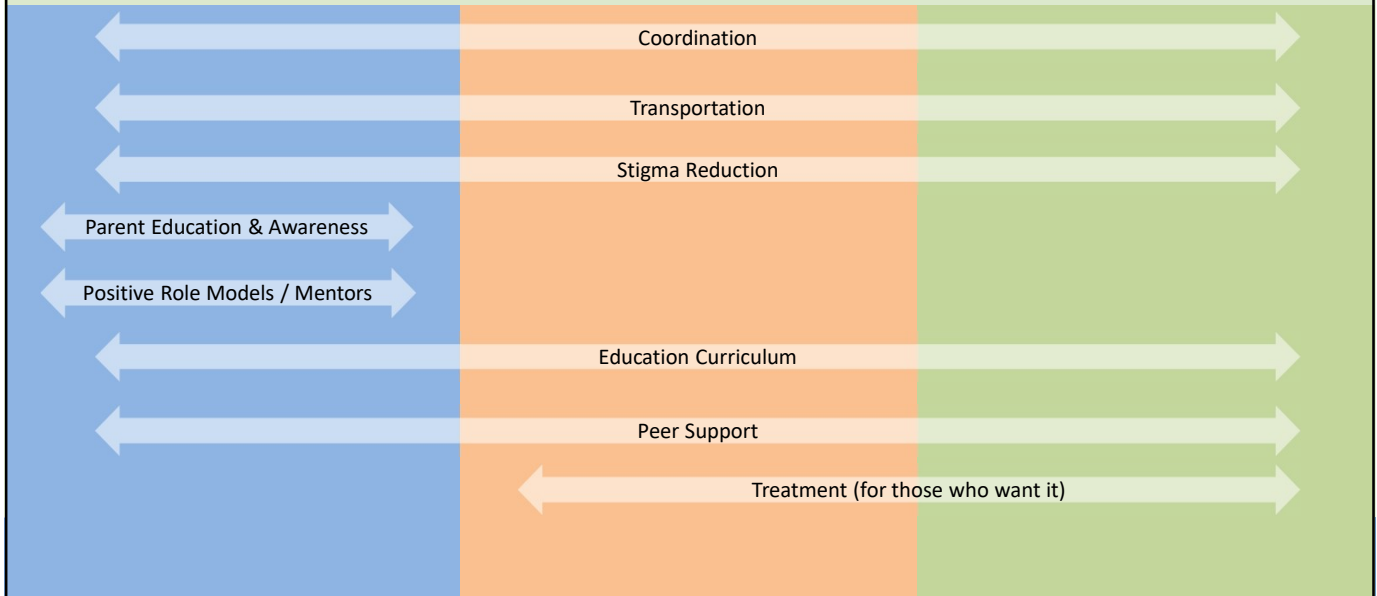 Coordination
Transportation
Stigma Reduction
Parent Education & Awareness
Positive Role Models / Mentors
Education Curriculum
Peer Support
Treatment (for those who want it)